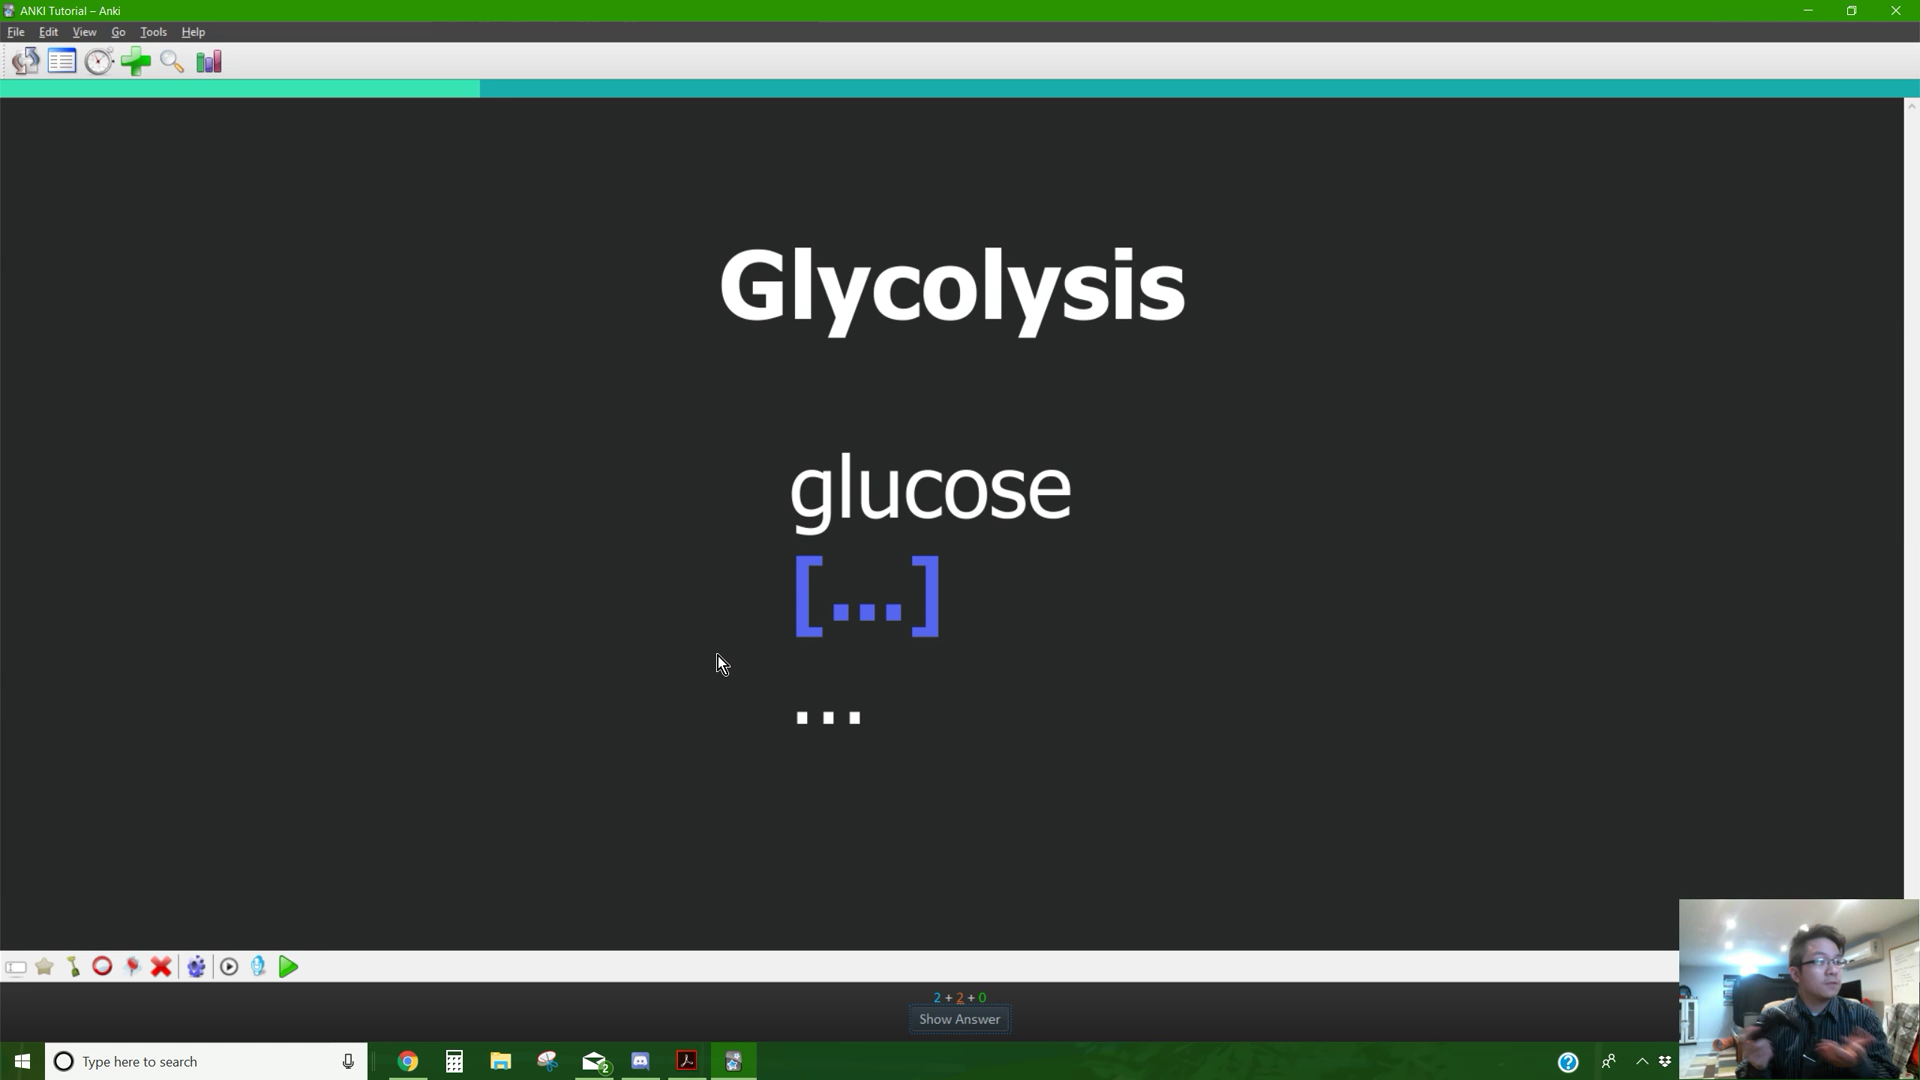 ANKI Tutorial – Anki
File Edit View Go Tools Help
Glycolysis
glucose
[...]
...
2 + 2 + 0
Show Answer
Type here to search
2